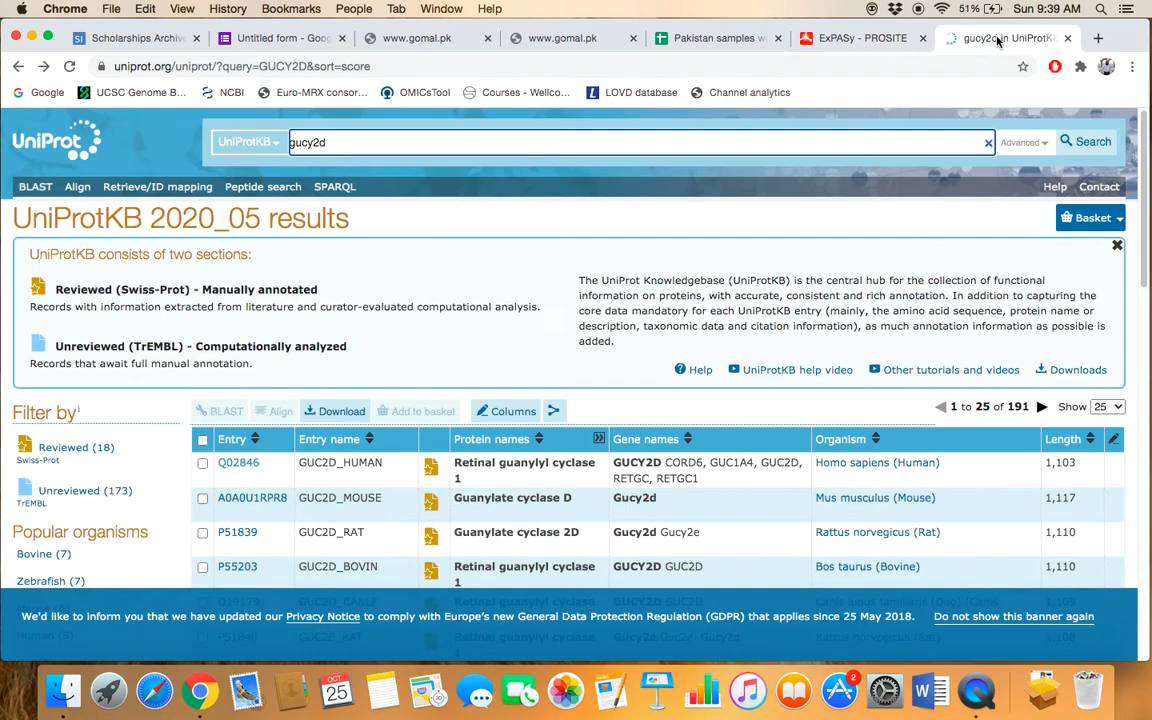 Chrome File Edit View History Bookmarks People Tab Window Help 51% Sun 9:39 AM
Scholarships Archive Untitled form - Goog www.gomal.pk www.gomal.pk Pakistan samples w ExPASy - PROSITE gucy2d in UniProtK
uniprot.org/uniprot/?query=GUCY2D&sort=score
Google UCSC Genome B... NCBI Euro-MRX consor... OMICsTool Courses - Wellco... LOVD database Channel analytics
UniProt UniProtKB gucy2d Advanced Search
BLAST Align Retrieve/ID mapping Peptide search SPARQL Help Contact
UniProtKB 2020_05 results Basket
UniProtKB consists of two sections:
Reviewed (Swiss-Prot) - Manually annotated
Records with information extracted from literature and curator-evaluated computational analysis.
Unreviewed (TrEMBL) - Computationally analyzed
Records that await full manual annotation.
The UniProt Knowledgebase (UniProtKB) is the central hub for the collection of functional
information on proteins, with accurate, consistent and rich annotation. In addition to capturing the
core data mandatory for each UniProtKB entry (mainly, the amino acid sequence, protein name or
description, taxonomic data and citation information), as much annotation information as possible is
added.
Help UniProtKB help video Other tutorials and videos Downloads
Filter by i
BLAST Align Download Add to basket Columns 1 to 25 of 191 Show 25
Reviewed (18)
Swiss-Prot
Unreviewed (173)
TrEMBL
Popular organisms
Bovine (7)
Zebrafish (7)
Entry Entry name Protein names Gene names Organism Length
Q02846 GUC2D_HUMAN Retinal guanylyl cyclase GUCY2D CORD6, GUC1A4, GUC2D, Homo sapiens (Human) 1,103
1 RETGC, RETGC1
A0A0U1RPR8 GUC2D_MOUSE Guanylate cyclase D Gucy2d Mus musculus (Mouse) 1,117
P51839 GUC2D_RAT Guanylate cyclase 2D Gucy2d Gucy2e Rattus norvegicus (Rat) 1,110
P55203 GUC2D_BOVIN Retinal guanylyl cyclase GUCY2D GUC2D Bos taurus (Bovine) 1,110
1
We'd like to inform you that we have updated our Privacy Notice to comply with Europe's new General Data Protection Regulation (GDPR) that applies since 25 May 2018. Do not show this banner again
OCT
25
2
W